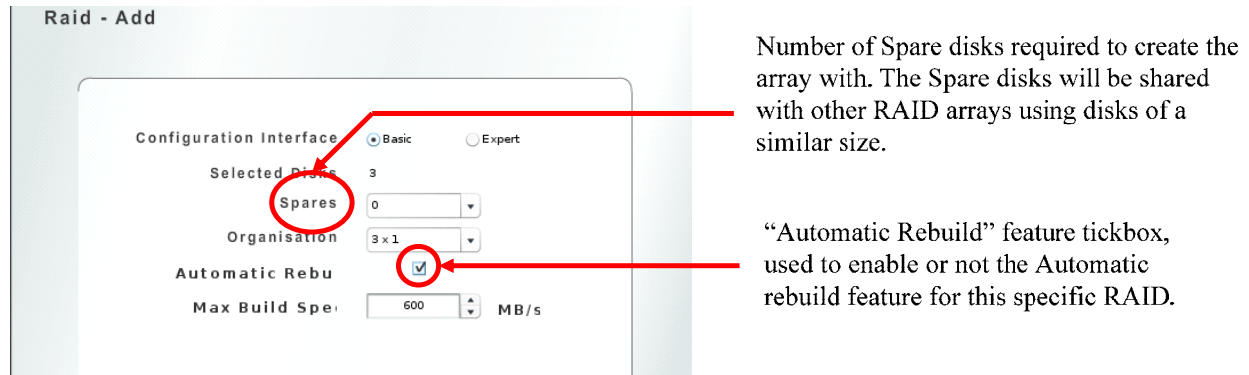 Raid - Add
Configuration Interface
Basic
Expert
Selected Disks
3
Spares
0
Organisation
3 x 1
Automatic Rebu
Max Build Spe
600
MB/s
Number of Spare disks required to create the
array with. The Spare disks will be shared
with other RAID arrays using disks of a
similar size.
“Automatic Rebuild” feature tickbox,
used to enable or not the Automatic
rebuild feature for this specific RAID.